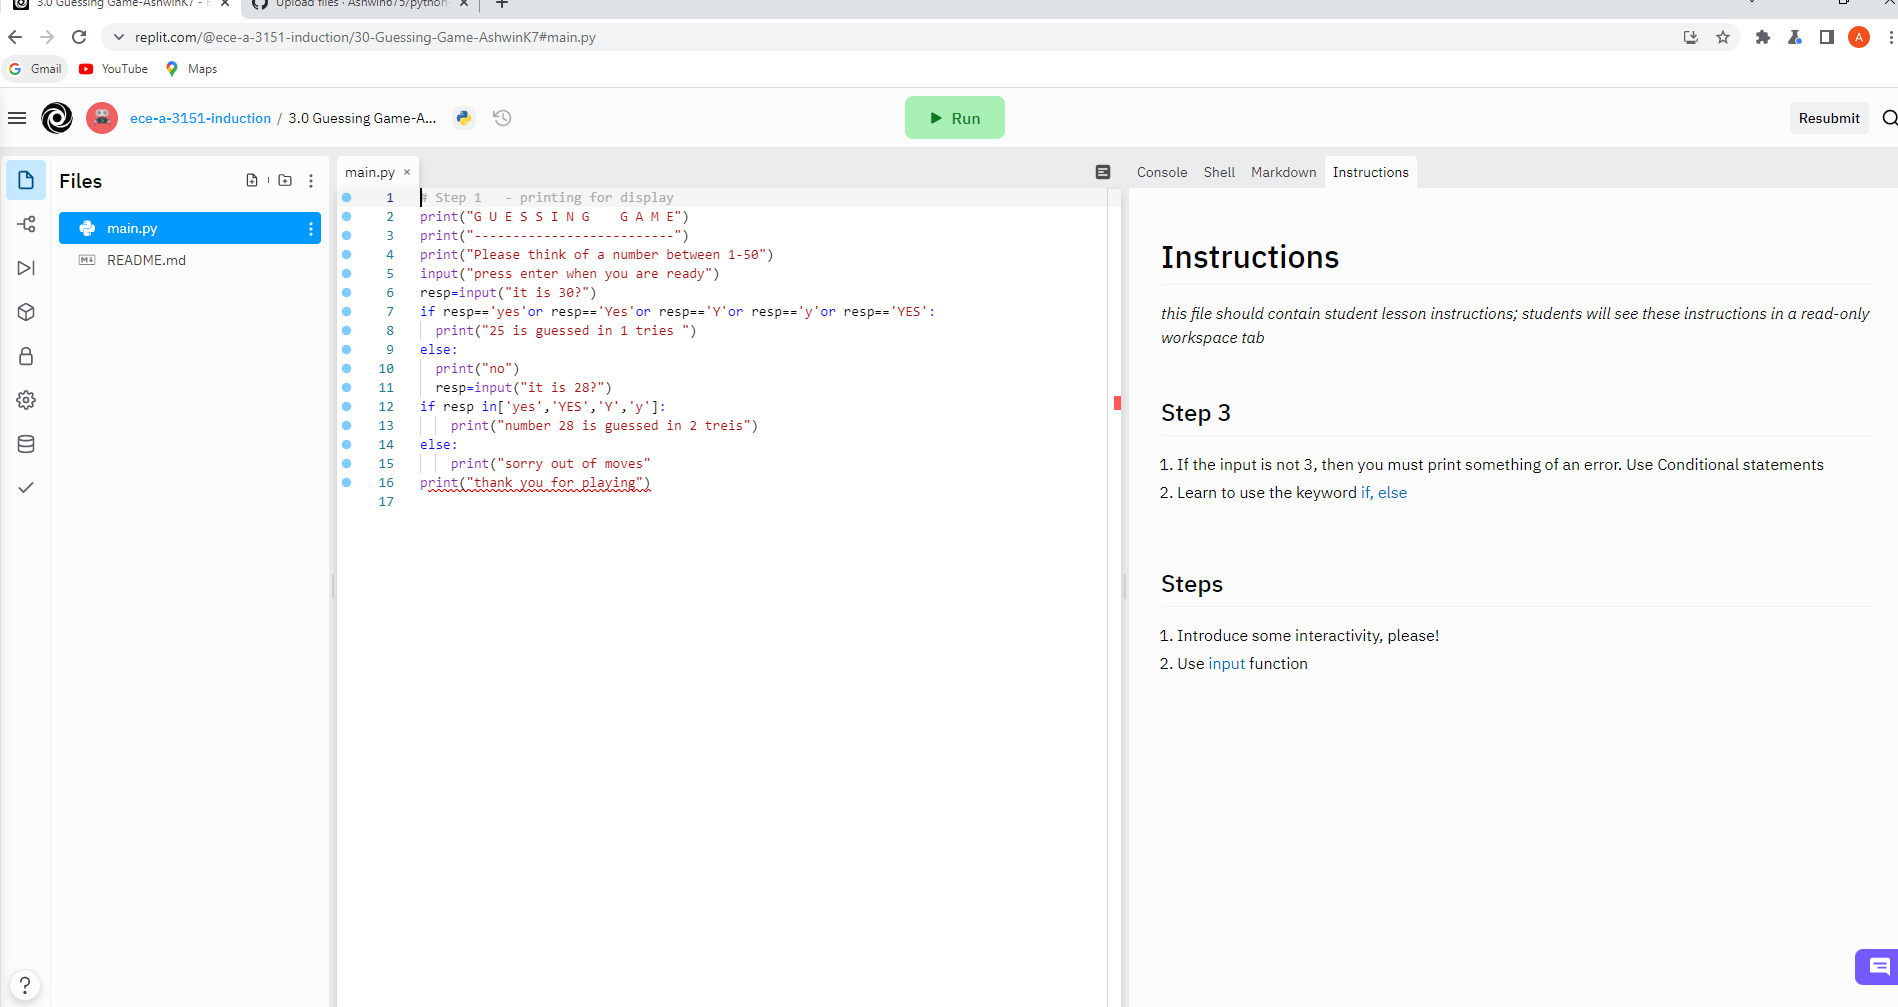 3.0 Guessing Game-AshwinK7 -
Upload files · Ashwin675/python-
replit.com/@ece-a-3151-induction/30-Guessing-Game-AshwinK7#main.py
A
Gmail
YouTube
Maps
ece-a-3151-induction / 3.0 Guessing Game-A...
Run
Resubmit
Files
main.py
README.md
main.py ×
1 # Step 1   - printing for display
2 print("G U E S S I N G    G A M E")
3 print("--------------------------")
4 print("Please think of a number between 1-50")
5 input("press enter when you are ready")
6 resp=input("it is 30?")
7 if resp=='yes'or resp=='Yes'or resp=='Y'or resp=='y'or resp=='YES':
8   print("25 is guessed in 1 tries ")
9 else:
10   print("no")
11   resp=input("it is 28?")
12 if resp in['yes','YES','Y','y']:
13     print("number 28 is guessed in 2 treis")
14 else:
15     print("sorry out of moves"
16 print("thank you for playing")
17
Console Shell Markdown Instructions
Instructions
this file should contain student lesson instructions; students will see these instructions in a read-only
workspace tab
Step 3
1. If the input is not 3, then you must print something of an error. Use Conditional statements
2. Learn to use the keyword if, else
Steps
1. Introduce some interactivity, please!
2. Use input function
?